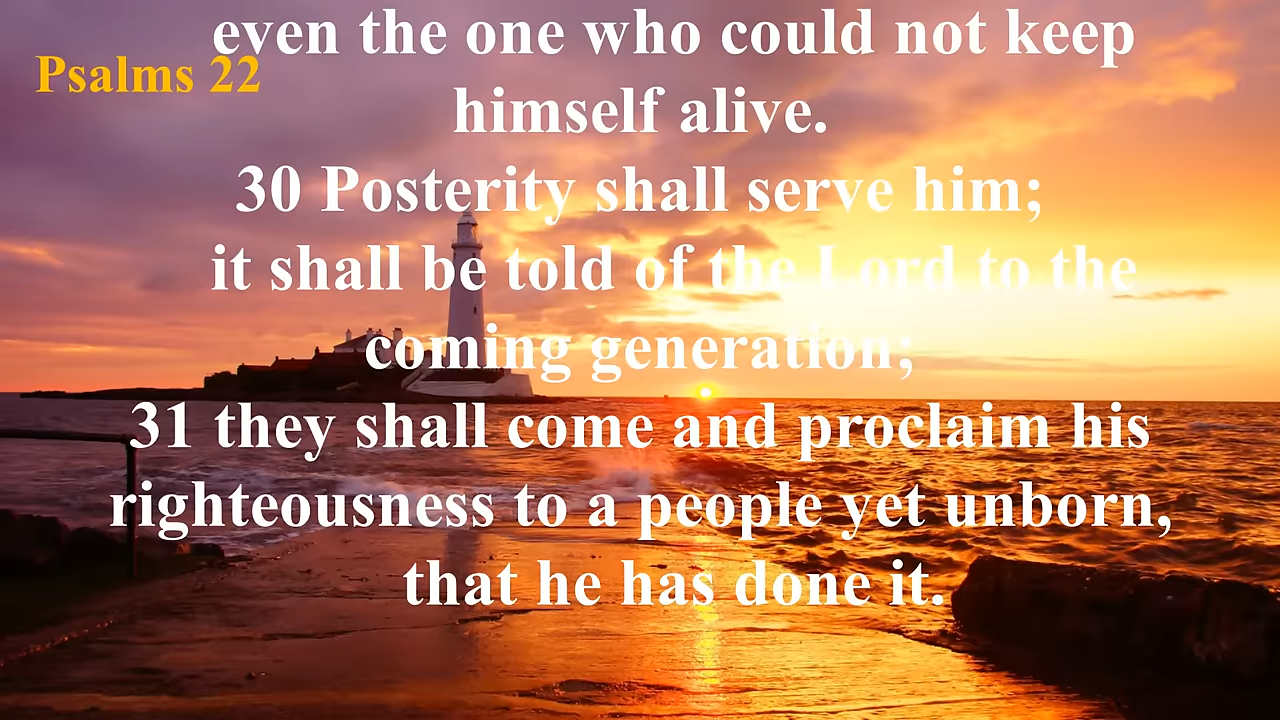 even the one who could not keep
Psalms 22
himself alive.
30 Posterity shall serve him;
it shall be told of the Lord to the
coming generation;
31 they shall come and proclaim his
righteousness to a people yet unborn,
that he has done it.